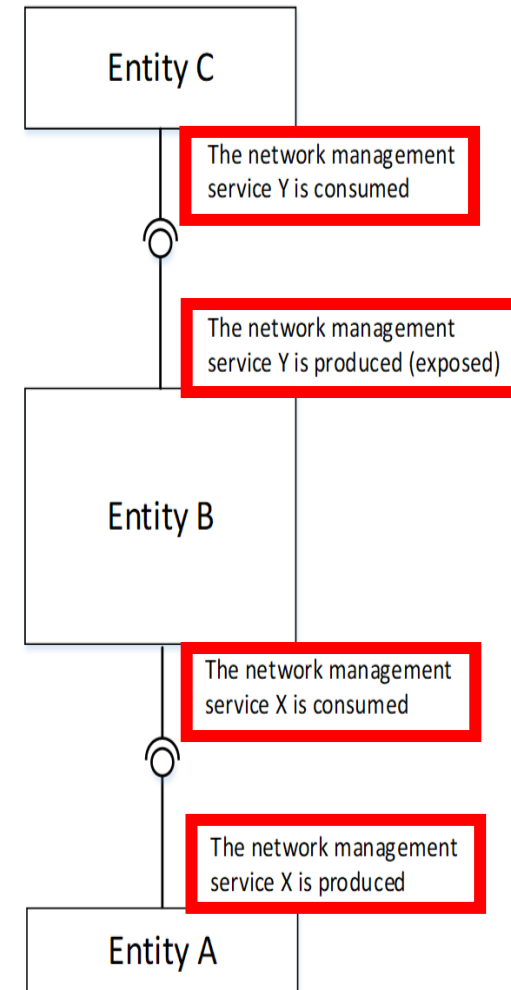 Entity C
The network management
service Y is consumed
The network management
service Y is produced (exposed)
Entity B
The network management
service X is consumed
The network management
service X is produced
Entity A